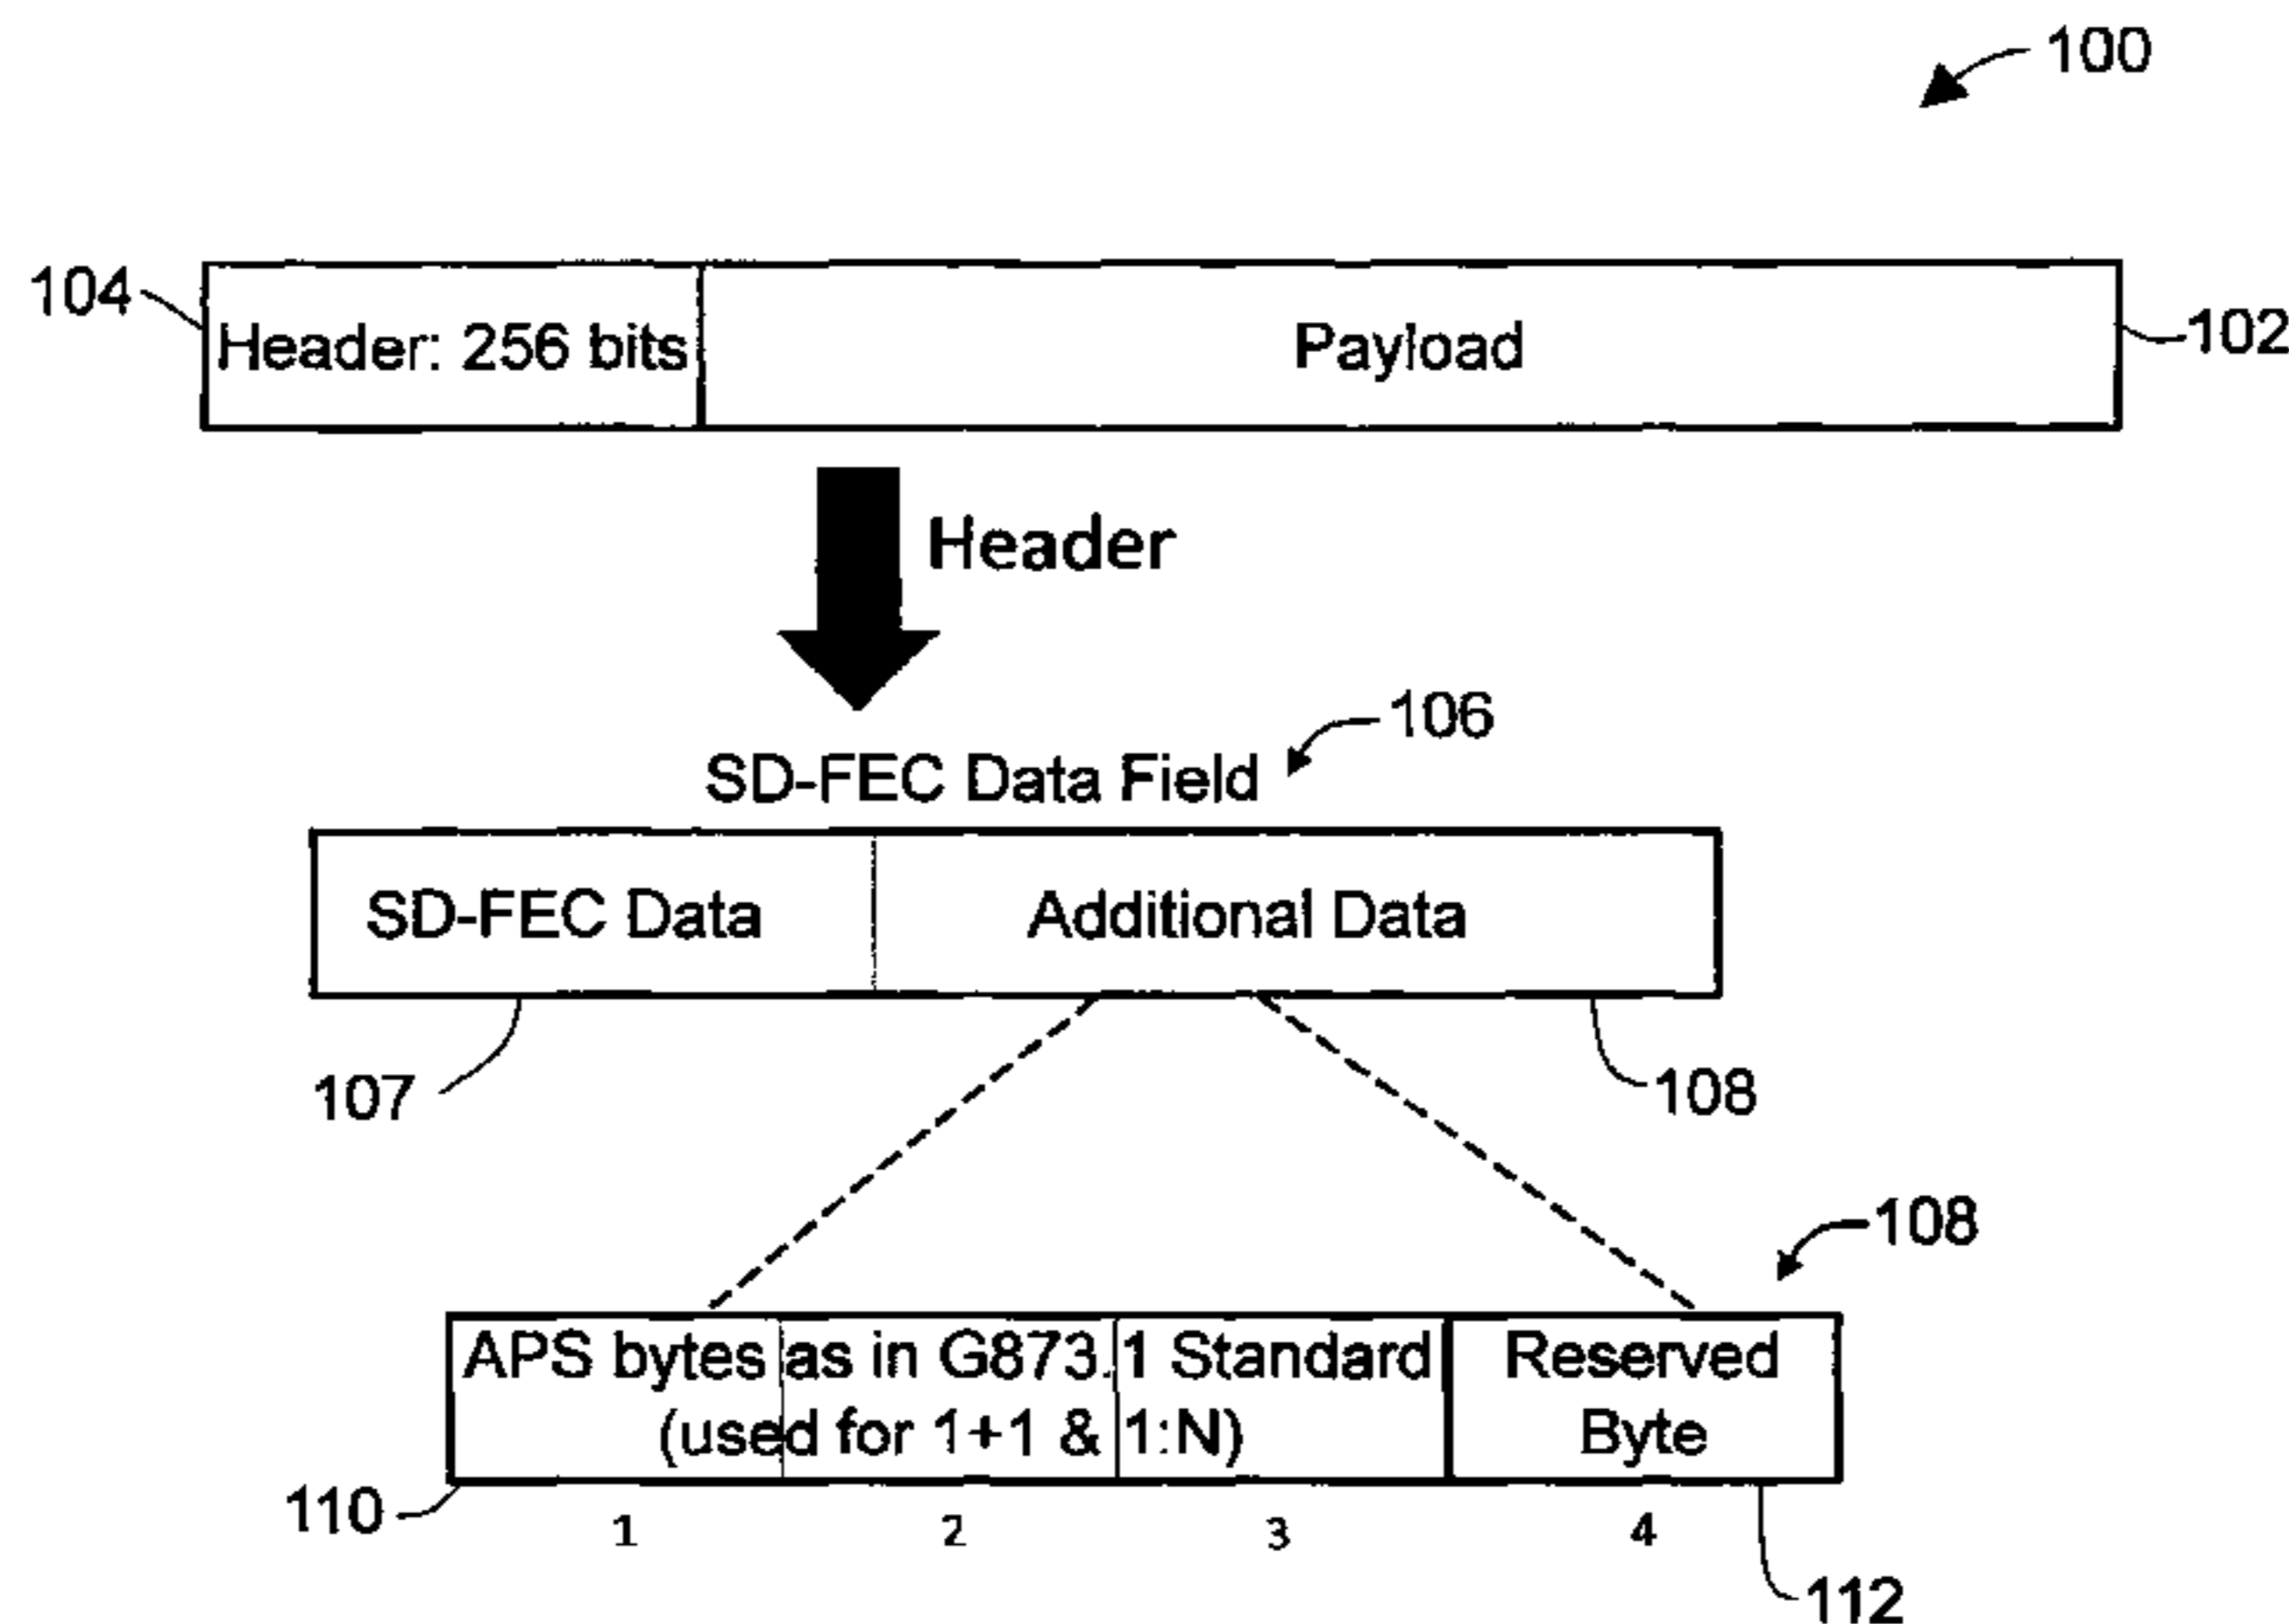 100
104
Header: 256 bits
Payload
102
Header
106
SD-FEC Data Field
SD-FEC Data
Additional Data
107
108
108
APS bytes as in G873.1 Standard
(used for 1+1 & 1:N)
Reserved
Byte
110
1
2
3
4
112